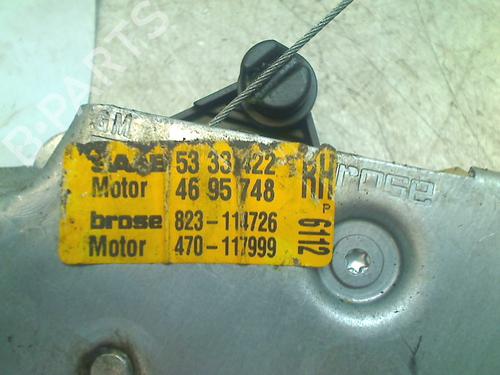 B-PARTS
GM
SAAB 53 33 422
Motor 46 95 748
RH
brose
brose 823-114726
Motor 470-117999
P 6112